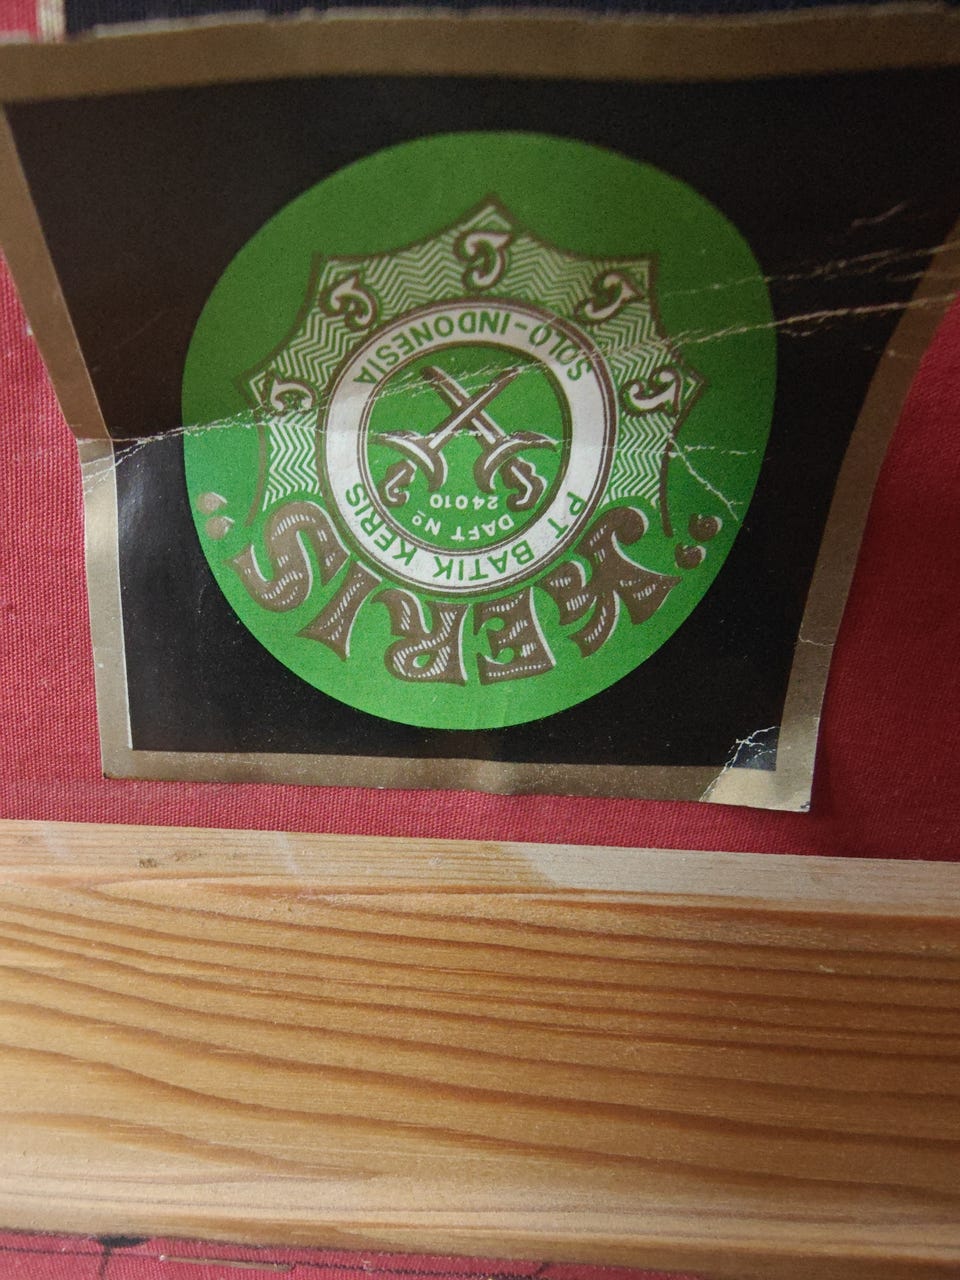 KERIS
PT BATIK KERIS
DAFT Nº
24010
SOLO-INDONESIA